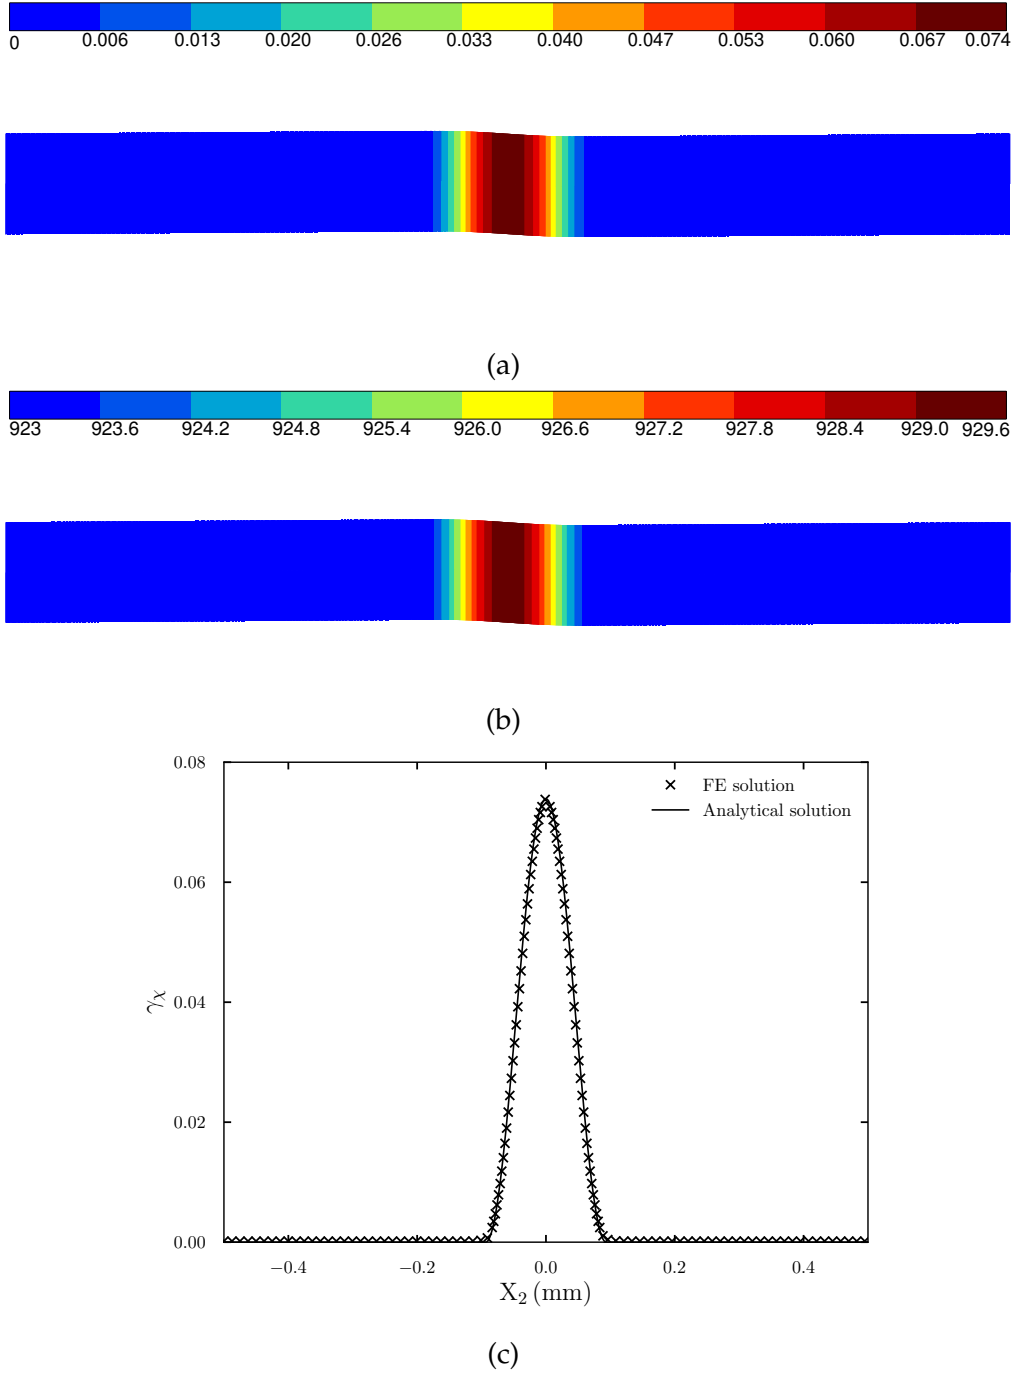 0 0.006 0.013 0.020 0.026 0.033 0.040 0.047 0.053 0.060 0.067 0.074
(a)
923 923.6 924.2 924.8 925.4 926.0 926.6 927.2 927.8 928.4 929.0 929.6
(b)
0.08
FE solution
Analytical solution
0.06
0.04
γχ
0.02
0.00
−0.4 −0.2 0.0 0.2 0.4
X₂ (mm)
(c)